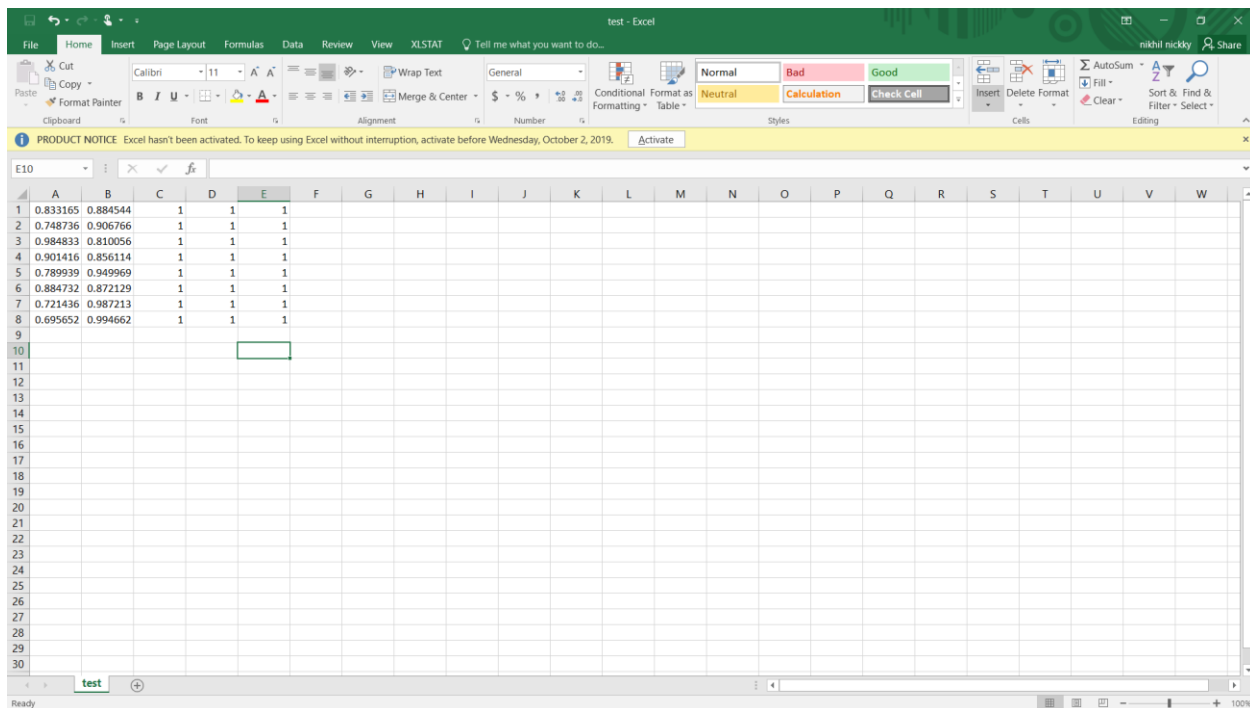 test - Excel
File Home Insert Page Layout Formulas Data Review View XLSTAT Tell me what you want to do... nikhil nickky Share
Cut Calibri 11 A A Wrap Text General Normal Bad Good Σ AutoSum
Copy Fill
Paste Conditional Format as Neutral Calculation Check Cell Insert Delete Format Sort & Find &
Format Painter B I U A Merge & Center $ % , Formatting Table Clear Filter Select
Clipboard Font Alignment Number Styles Cells Editing
PRODUCT NOTICE Excel hasn't been activated. To keep using Excel without interruption, activate before Wednesday, October 2, 2019. Activate
E10 fx
A B C D E F G H I J K L M N O P Q R S T U V W
1 0.833165 0.884544 1 1 1
2 0.748736 0.906766 1 1 1
3 0.984833 0.810056 1 1 1
4 0.901416 0.856114 1 1 1
5 0.789939 0.949969 1 1 1
6 0.884732 0.872129 1 1 1
7 0.721436 0.987213 1 1 1
8 0.695652 0.994662 1 1 1
9
10
11
12
13
14
15
16
17
18
19
20
21
22
23
24
25
26
27
28
29
30
test
Ready 100%